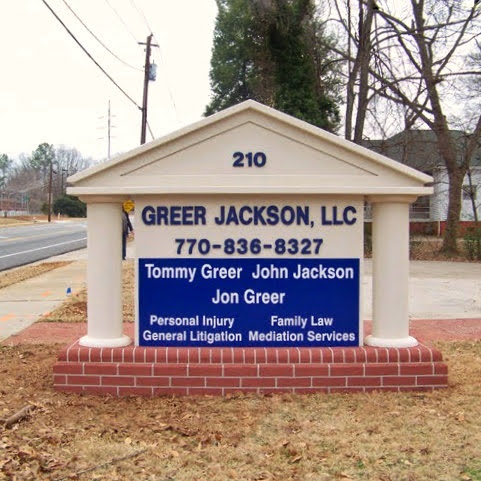 210
GREER JACKSON, LLC
770-836-8327
Tommy Greer John Jackson
Jon Greer
Personal Injury Family Law
General Litigation Mediation Services